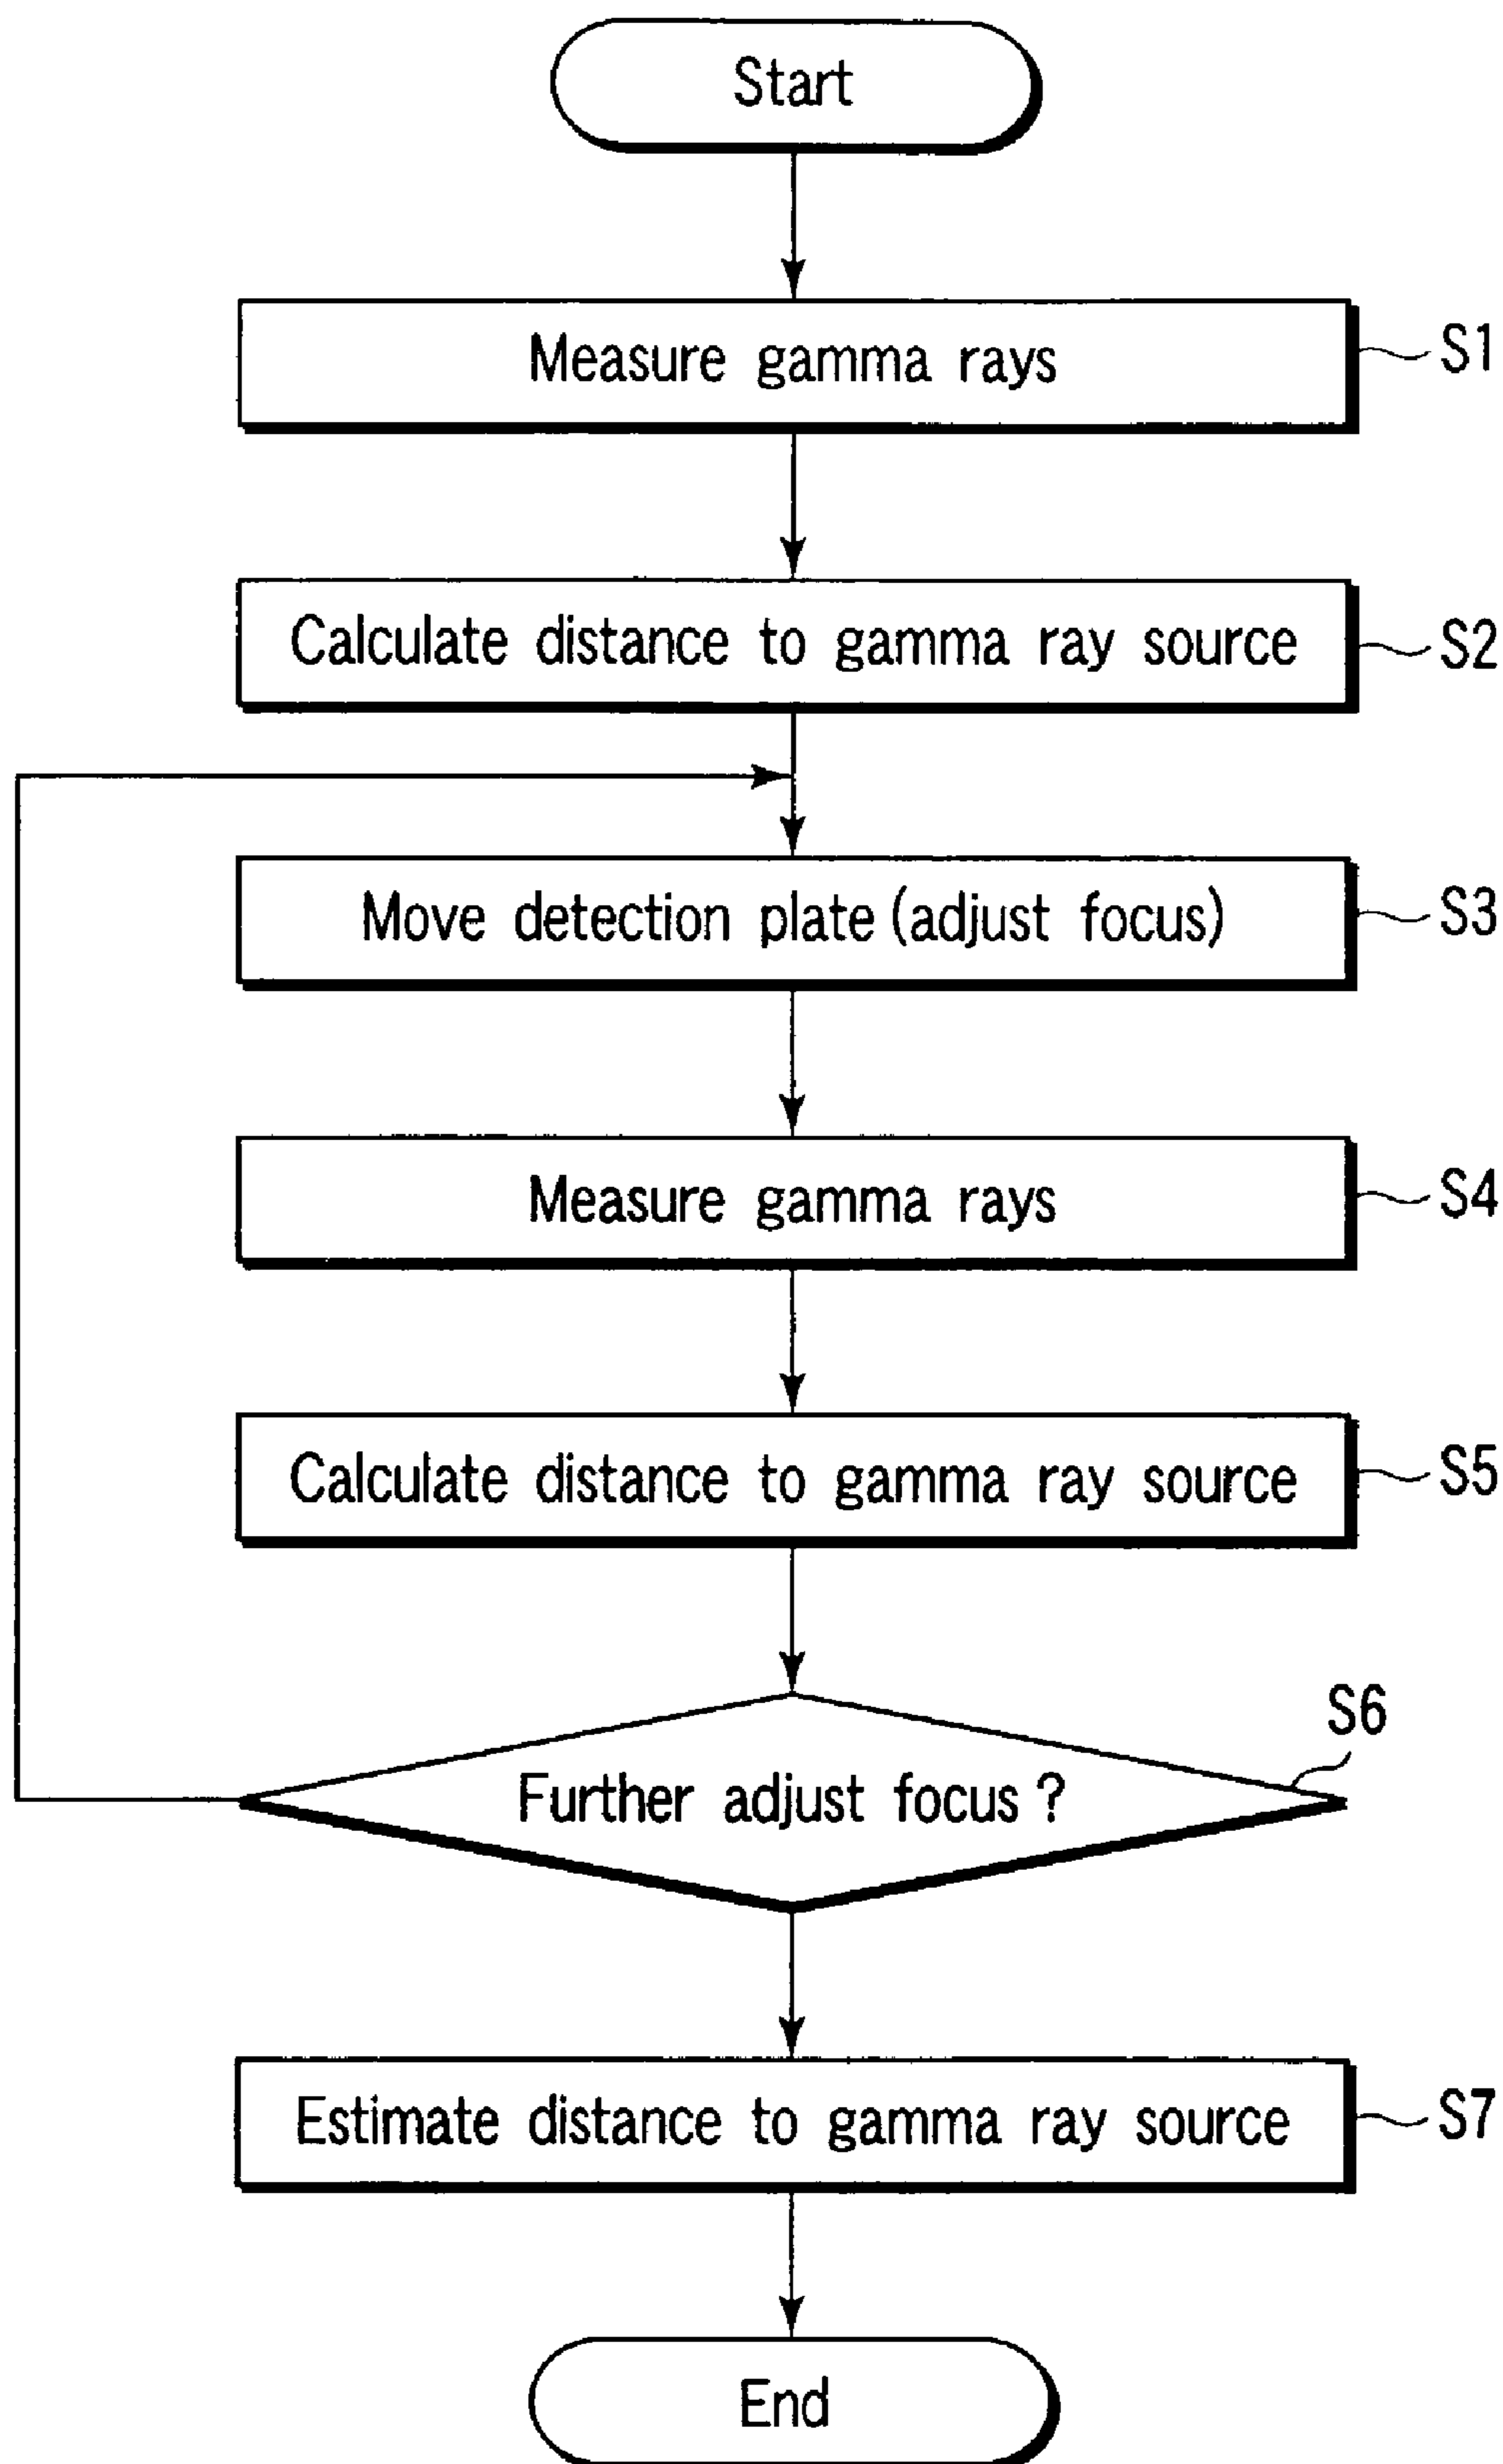 Start
Measure gamma rays
S1
Calculate distance to gamma ray source
S2
Move detection plate (adjust focus)
S3
Measure gamma rays
S4
Calculate distance to gamma ray source
S5
S6
Further adjust focus ?
Estimate distance to gamma ray source
S7
End